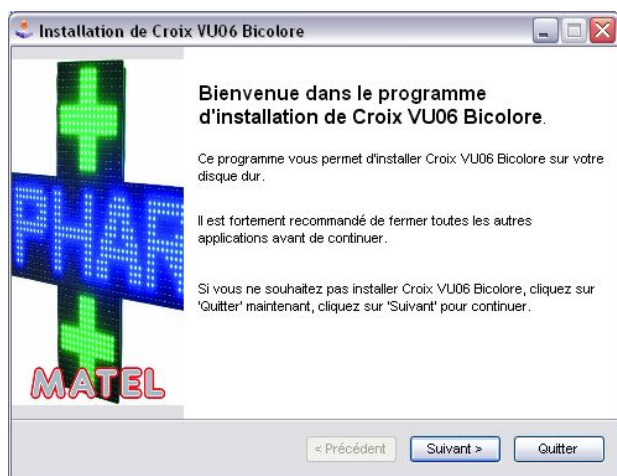 Installation de Croix VU06 Bicolore
PHAR
MATEL
Bienvenue dans le programme
d'installation de Croix VU06 Bicolore.
Ce programme vous permet d'installer Croix VU06 Bicolore sur votre
disque dur.
Il est fortement recommandé de fermer toutes les autres
applications avant de continuer.
Si vous ne souhaitez pas installer Croix VU06 Bicolore, cliquez sur
'Quitter' maintenant, cliquez sur 'Suivant' pour continuer.
< Précédent
Suivant >
Quitter